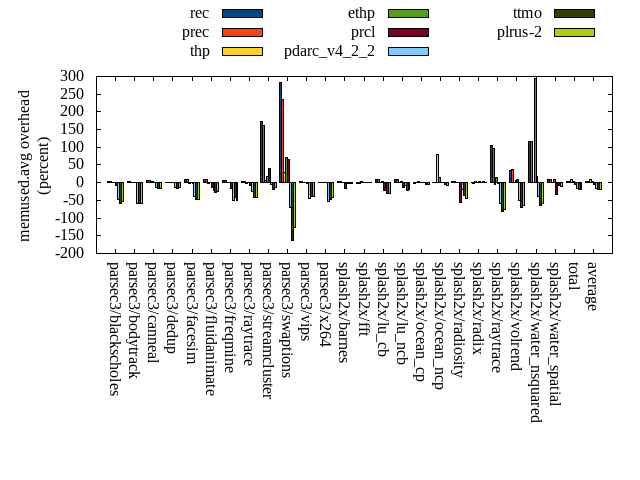 rec ethp ttmo
prec prcl plrus-2
thp pdarc_v4_2_2
memused.avg overhead
(percent)
300
250
200
150
100
50
0
-50
-100
-150
-200
parsec3/blackscholes
parsec3/bodytrack
parsec3/canneal
parsec3/dedup
parsec3/facesim
parsec3/fluidanimate
parsec3/freqmine
parsec3/raytrace
parsec3/streamcluster
parsec3/swaptions
parsec3/vips
parsec3/x264
splash2x/barnes
splash2x/fft
splash2x/lu_cb
splash2x/lu_ncb
splash2x/ocean_cp
splash2x/ocean_ncp
splash2x/radiosity
splash2x/radix
splash2x/raytrace
splash2x/volrend
splash2x/water_nsquared
splash2x/water_spatial
total
average